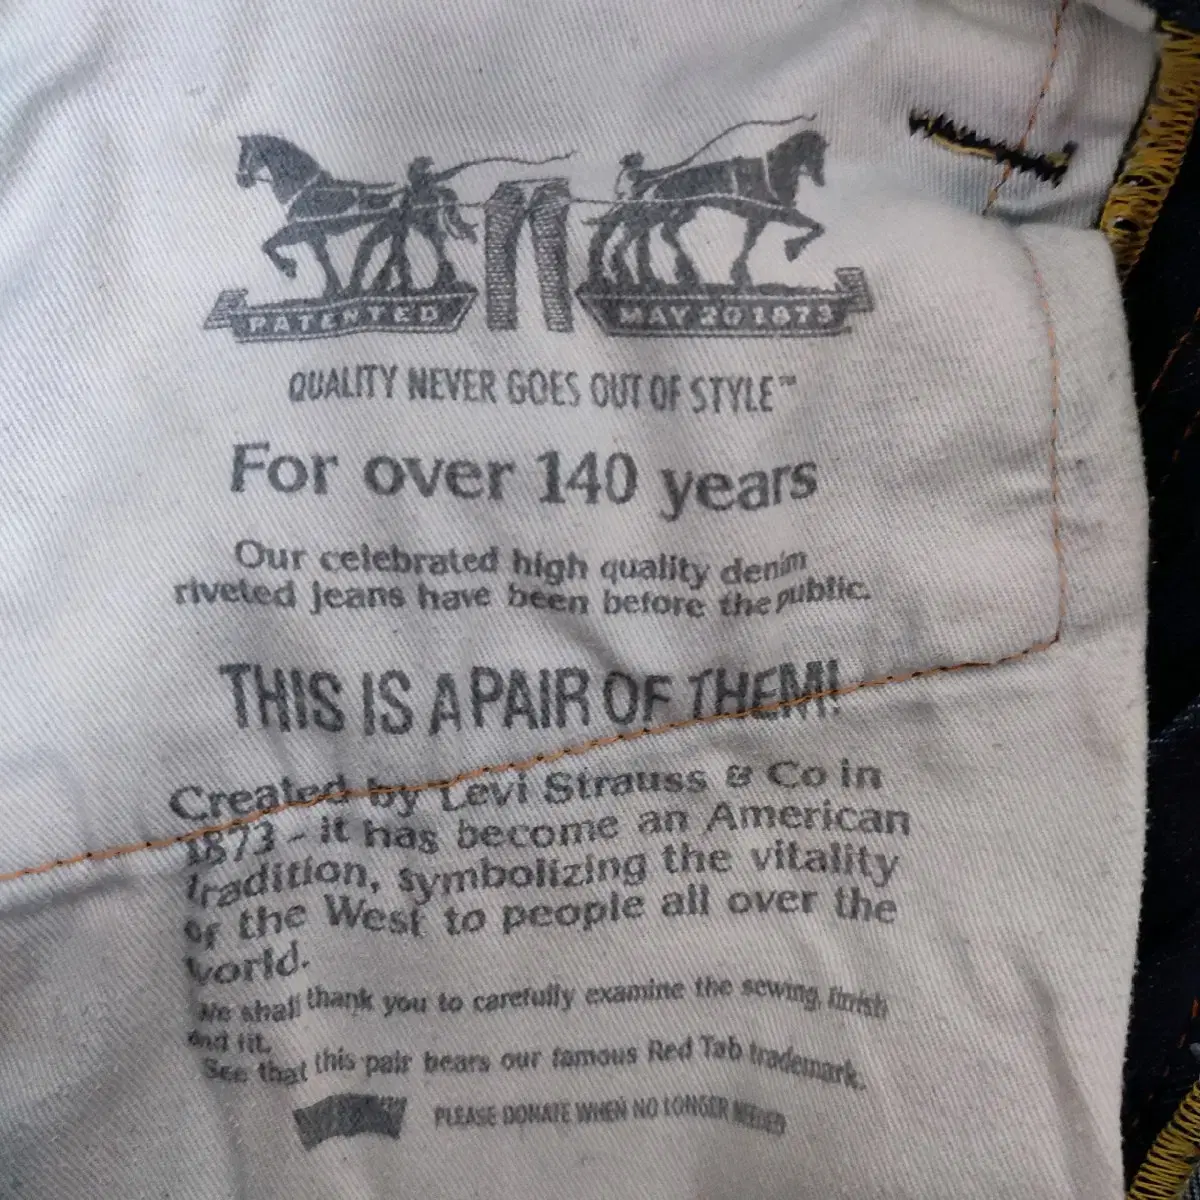 PATENTED MAY 20 1873
QUALITY NEVER GOES OUT OF STYLE™
For over 140 years
Our celebrated high quality denim
riveted jeans have been before the public.
THIS IS A PAIR OF THEM!
Created by Levi Strauss & Co in
1873 - it has become an American
tradition, symbolizing the vitality
of the West to people all over the
world.
We shall thank you to carefully examine the sewing, finish
and fit.
See that this pair bears our famous Red Tab trademark.
PLEASE DONATE WHEN NO LONGER NEEDED